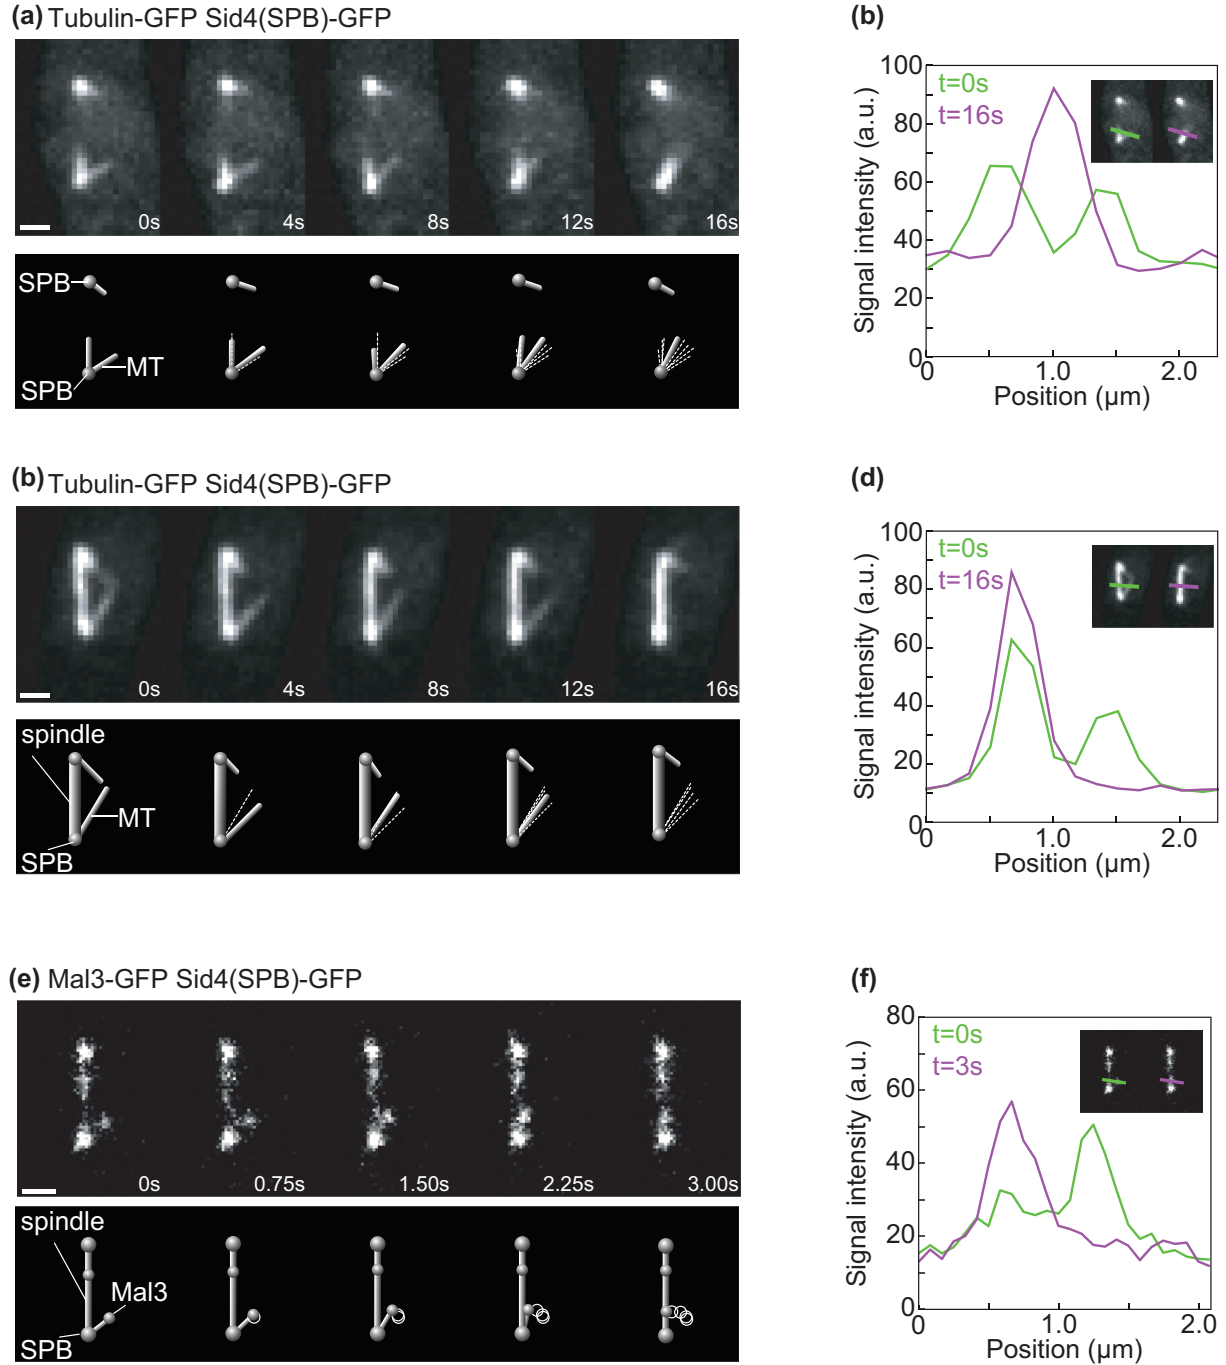 (a) Tubulin-GFP Sid4(SPB)-GFP
0s 4s 8s 12s 16s
SPB
MT
SPB
(b)
Signal intensity (a.u.)
100
80
60
40
20
0
t=0s
t=16s
0 1.0 2.0
Position (µm)
(b) Tubulin-GFP Sid4(SPB)-GFP
0s 4s 8s 12s 16s
spindle
MT
SPB
(d)
Signal intensity (a.u.)
100
80
60
40
20
0
t=0s
t=16s
0 1.0 2.0
Position (µm)
(e) Mal3-GFP Sid4(SPB)-GFP
0s 0.75s 1.50s 2.25s 3.00s
spindle
Mal3
SPB
(f)
Signal intensity (a.u.)
80
60
40
20
0
t=0s
t=3s
0 1.0 2.0
Position (µm)